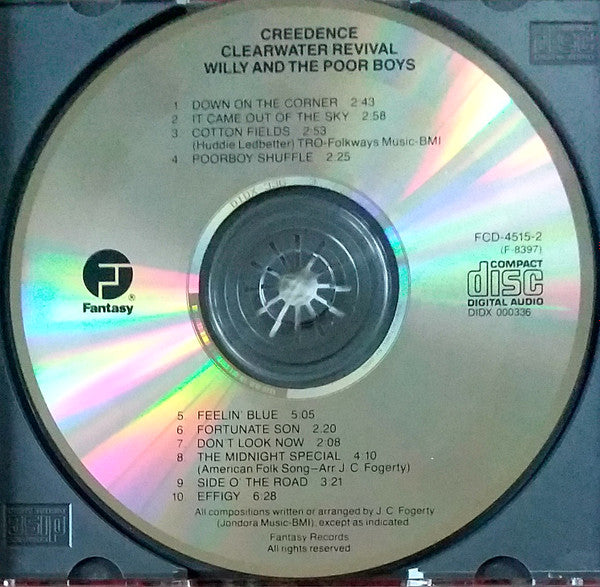 CREEDENCE
CLEARWATER REVIVAL
WILLY AND THE POOR BOYS
1 DOWN ON THE CORNER 2:43
2 IT CAME OUT OF THE SKY 2:58
3 COTTON FIELDS 2:53
(Huddie Ledbetter) TRO-Folkways Music-BMI
4 POORBOY SHUFFLE 2:25
FCD-4515-2
(F-8397)
COMPACT
disc
DIGITAL AUDIO
DIDX 000336
F
Fantasy®
5 FEELIN' BLUE 5:05
6 FORTUNATE SON 2:20
7 DON'T LOOK NOW 2:08
8 THE MIDNIGHT SPECIAL 4:10
(American Folk Song—Arr. J. C. Fogerty)
9 SIDE O' THE ROAD 3:21
10 EFFIGY 6:28
All compositions written or arranged by J. C. Fogerty
(Jondora Music-BMI), except as indicated.
Fantasy Records
All rights reserved
disc
disc